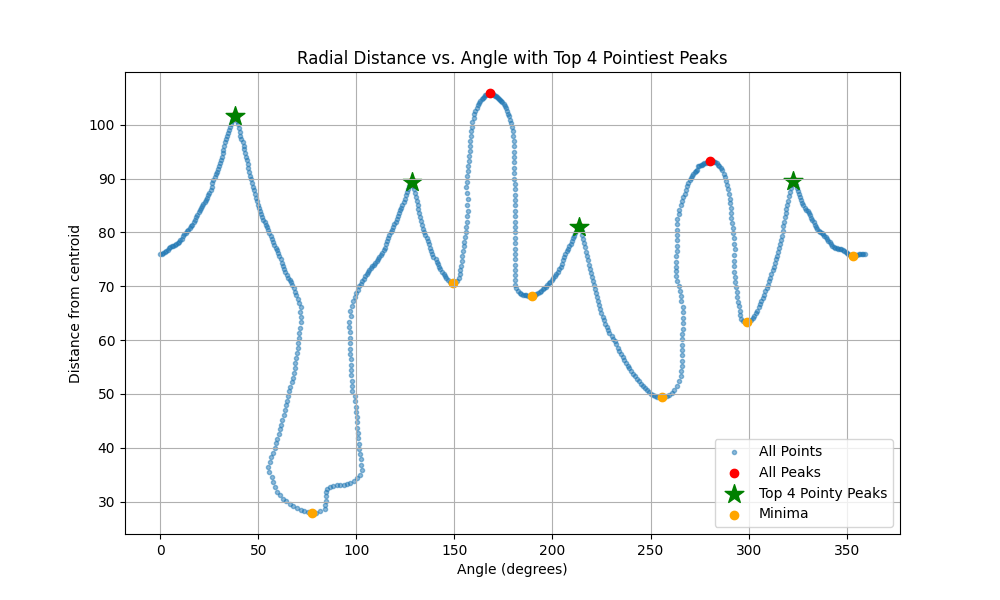 Radial Distance vs. Angle with Top 4 Pointiest Peaks
Distance from centroid
100
90
80
70
60
50
40
30
0 50 100 150 200 250 300 350
Angle (degrees)
All Points
All Peaks
Top 4 Pointy Peaks
Minima